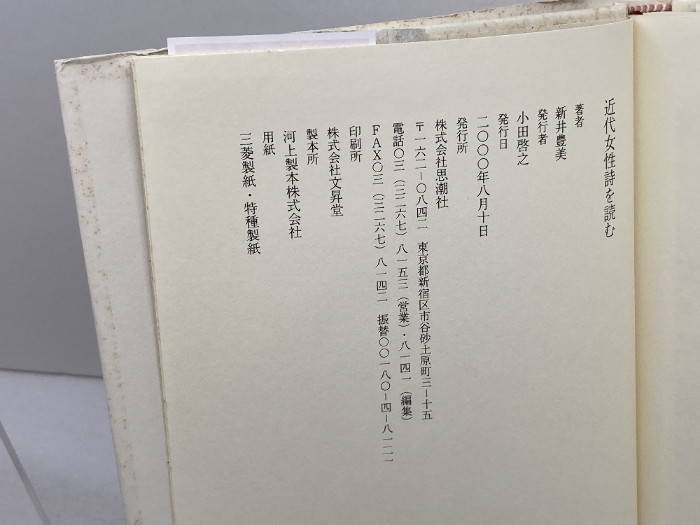 近代女性詩を読む
著者
新井豊美
発行者
小田啓之
発行日
二〇〇〇年八月十日
発行所
株式会社思潮社
〒一六二―〇八四二 東京都新宿区市谷砂土原町三―十五
電話〇三(三二六七)八一五三(営業)・八一四一(編集)
FAX〇三(三二六七)八一四二 振替〇〇一八〇―四―八一二一
印刷所
株式会社文昇堂
製本所
河上製本株式会社
用紙
三菱製紙・特種製紙